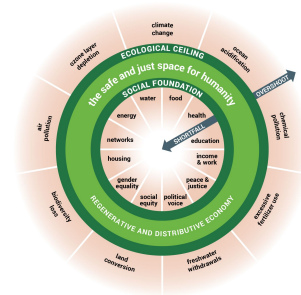 climate
change
ozone layer
depletion
ocean
acidification
ECOLOGICAL CEILING
the safe and just space for humanity
OVERSHOOT
SOCIAL FOUNDATION
water
food
energy
health
SHORTFALL
air
pollution
chemical
pollution
networks
education
housing
income
& work
gender
equality
peace &
justice
social
equity
political
voice
biodiversity
loss
excessive
fertilizer use
REGENERATIVE AND DISTRIBUTIVE ECONOMY
land
conversion
freshwater
withdrawals